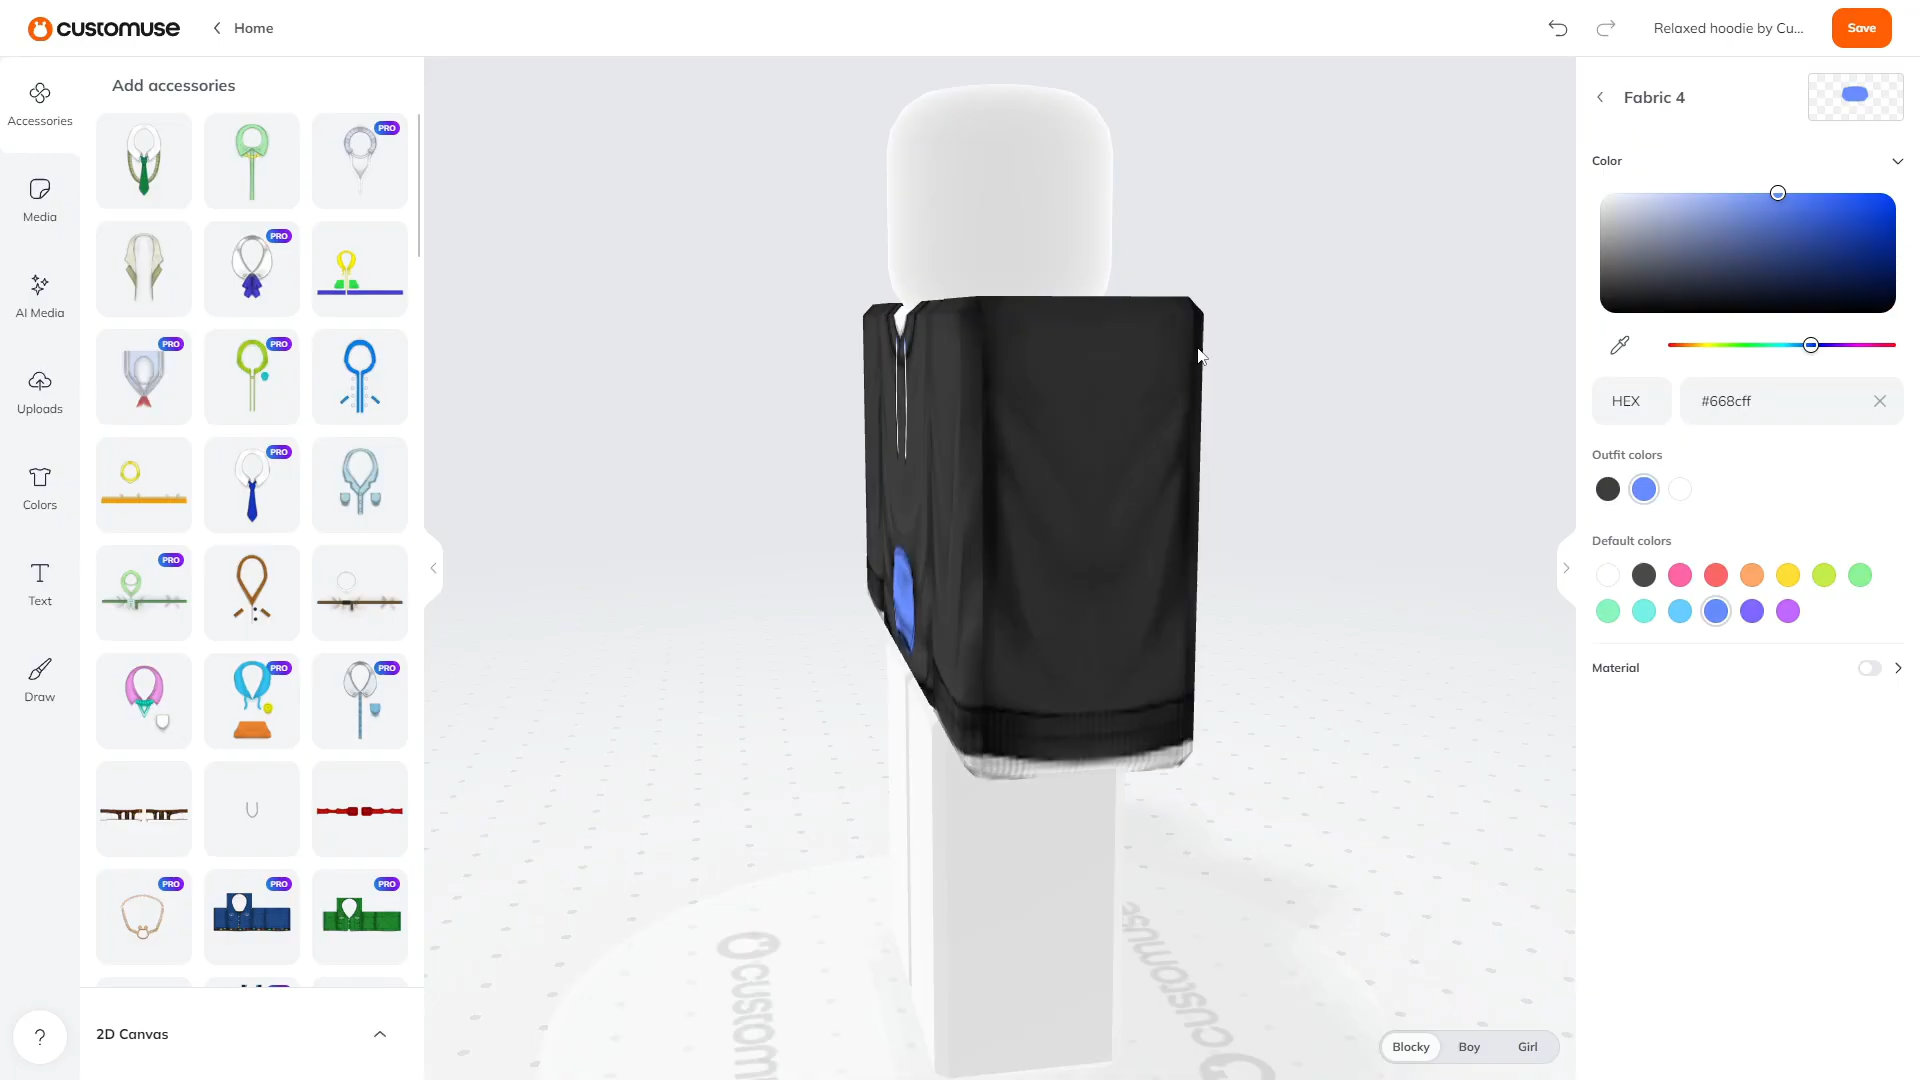 customuse
Home
Relaxed hoodie by Cu...
Save
Accessories
Media
AI Media
Uploads
Colors
Text
Draw
?
Add accessories
PRO
PRO
PRO
PRO
PRO
PRO
PRO
PRO
PRO
PRO
PRO
2D Canvas
customuse
custom
Blocky
Boy
Girl
Fabric 4
Color
HEX
#668cff
Outfit colors
Default colors
Material